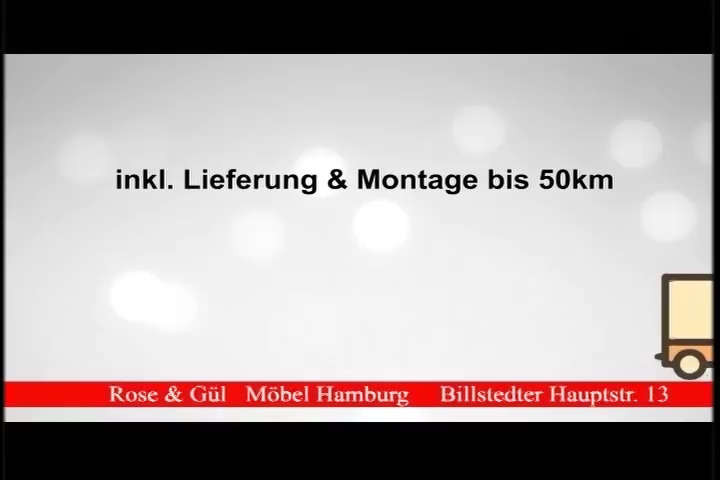 inkl. Lieferung & Montage bis 50km
Rose & Gül Möbel Hamburg Billstedter Hauptstr. 13